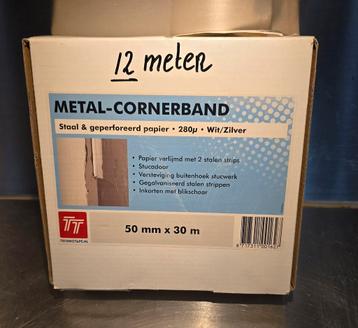 12 meter
METAL-CORNERBAND
Staal & geperforeerd papier • 280µ • Wit/Zilver
• Papier verlijmd met 2 stalen strips
• Stucadoor
• Versteviging buitenhoek stucwerk
• Gegalvaniseerd stalen strippen
• Inkorten met blikschaar
TT
50 mm x 30 m